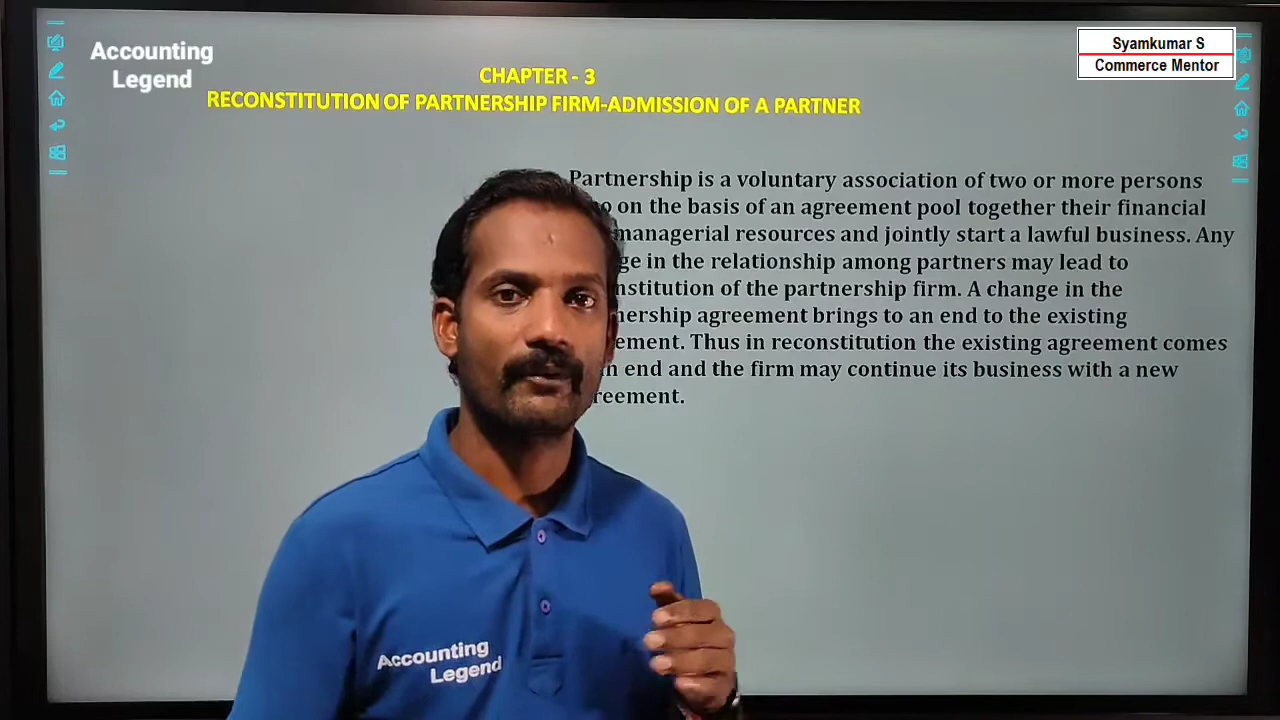 Accounting
Legend
Syamkumar S
Commerce Mentor
CHAPTER - 3
RECONSTITUTION OF PARTNERSHIP FIRM-ADMISSION OF A PARTNER
Partnership is a voluntary association of two or more persons
on the basis of an agreement pool together their financial
managerial resources and jointly start a lawful business. Any
in the relationship among partners may lead to
of the partnership firm. A change in the
agreement brings to an end to the existing
Thus in reconstitution the existing agreement comes
end and the firm may continue its business with a new
Accounting
Legend